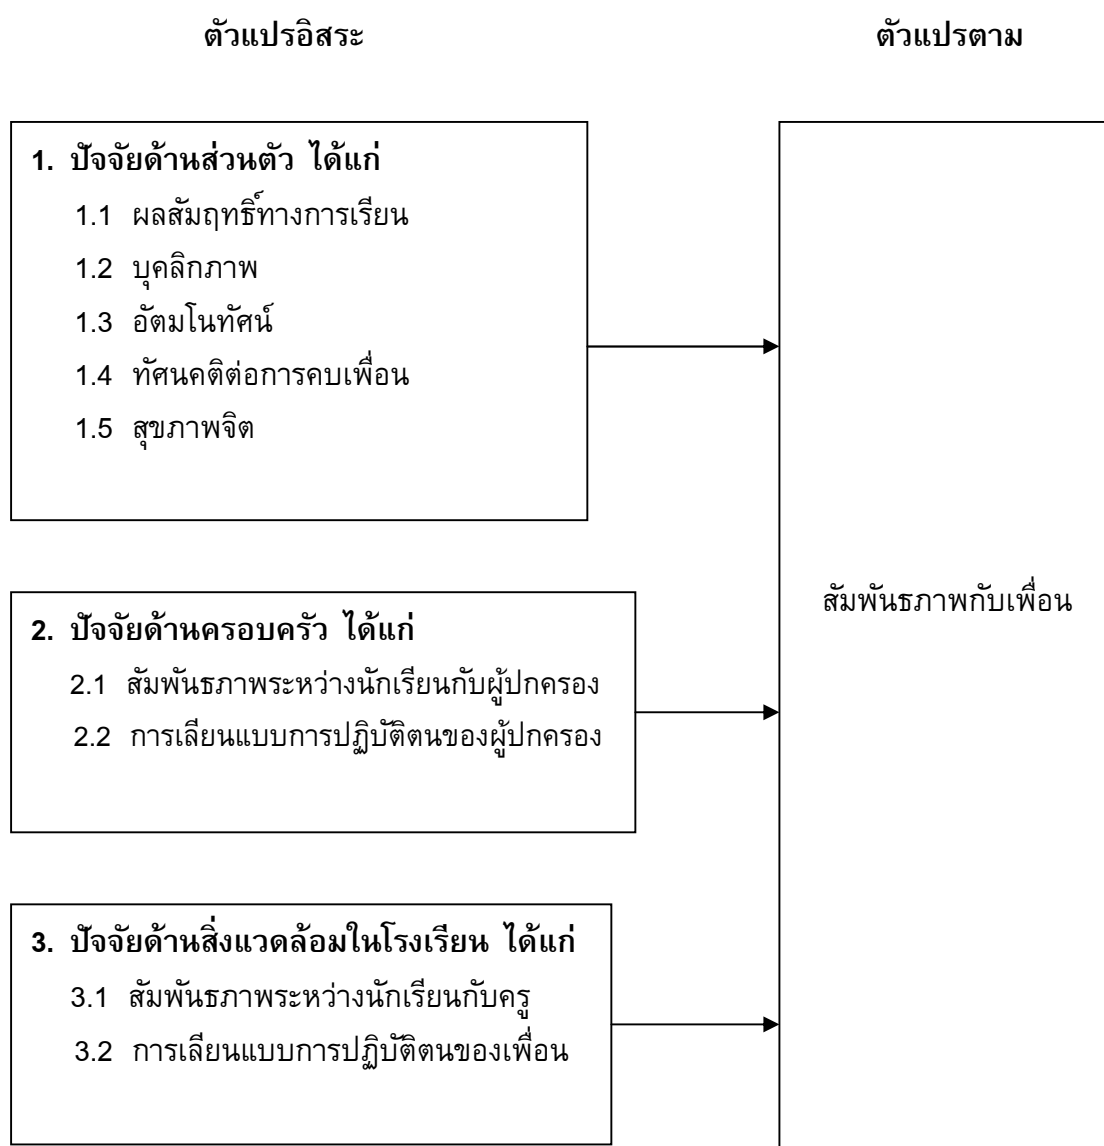 ตัวแปรอิสระ
ตัวแปรตาม
1. ปัจจัยด้านส่วนตัว ได้แก่
1.1 ผลสัมฤทธิ์ทางการเรียน
1.2 บุคลิกภาพ
1.3 อัตมโนทัศน์
1.4 ทัศนคติต่อการคบเพื่อน
1.5 สุขภาพจิต
2. ปัจจัยด้านครอบครัว ได้แก่
2.1 สัมพันธภาพระหว่างนักเรียนกับผู้ปกครอง
2.2 การเลียนแบบการปฏิบัติตนของผู้ปกครอง
3. ปัจจัยด้านสิ่งแวดล้อมในโรงเรียน ได้แก่
3.1 สัมพันธภาพระหว่างนักเรียนกับครู
3.2 การเลียนแบบการปฏิบัติตนของเพื่อน
สัมพันธภาพกับเพื่อน